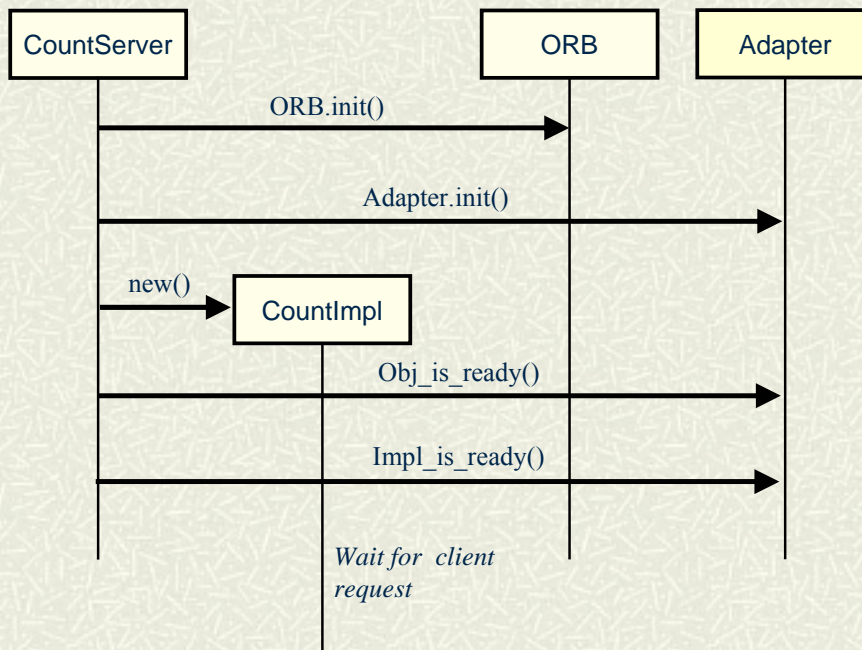 CountServer
ORB
Adapter
ORB.init()
Adapter.init()
new()
CountImpl
Obj_is_ready()
Impl_is_ready()
Wait for client
request